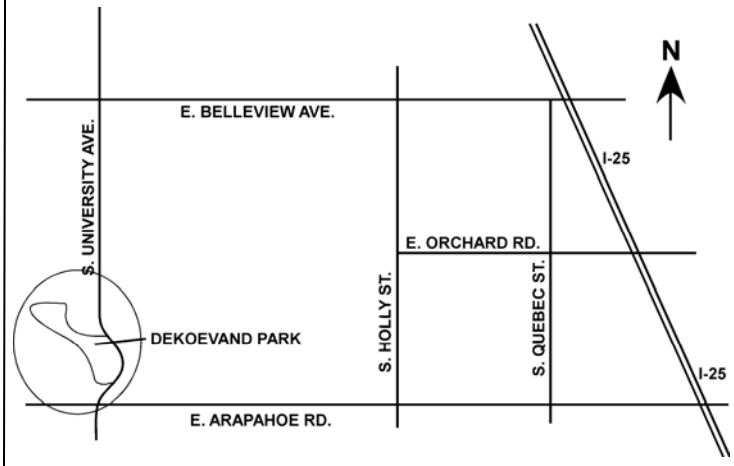 N
E. BELLEVIEW AVE.
S. UNIVERSITY AVE.
I-25
E. ORCHARD RD.
S. HOLLY ST.
S. QUEBEC ST.
DEKOEVAND PARK
I-25
E. ARAPAHOE RD.